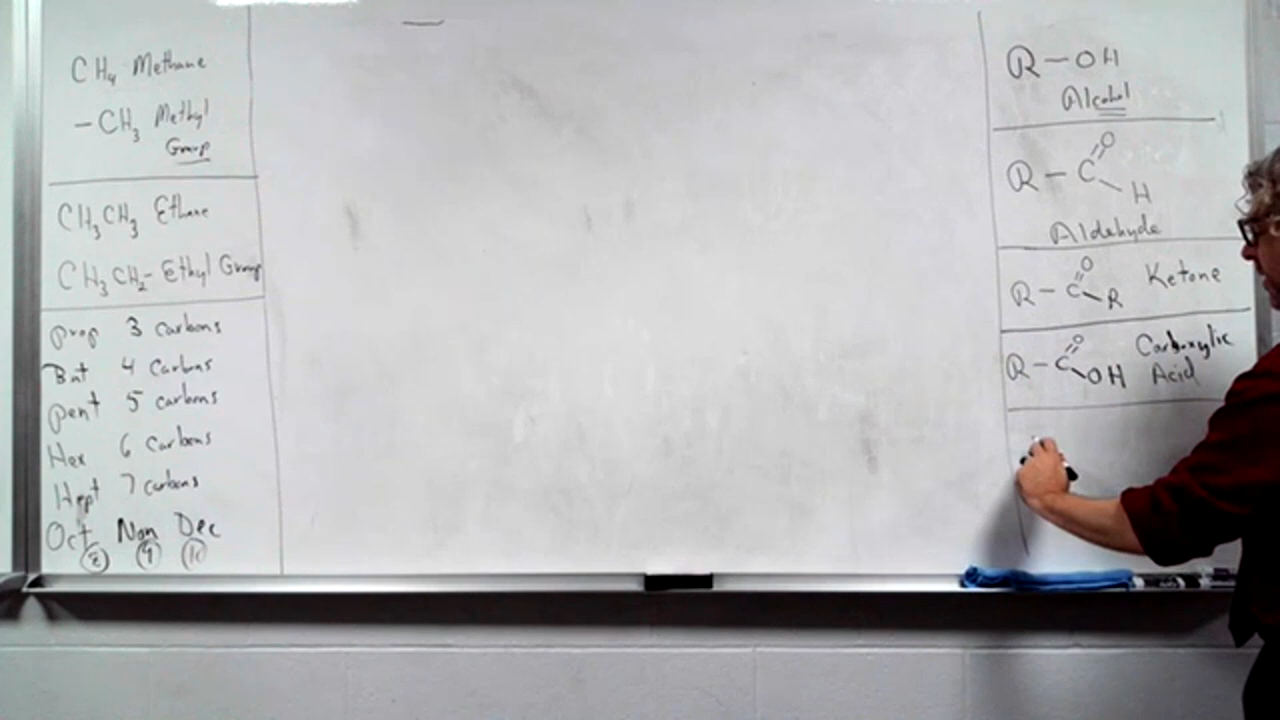 CH4 Methane
-CH3 Methyl
Group
CH3CH3 Ethane
CH3CH2- Ethyl Group
Prop 3 carbons
But 4 Carbons
pent 5 carbons
Hex 6 carbons
Hept 7 carbons
Oct Non Dec
8 9 10
R-OH
Alcohol
O
R-C
H
Aldehyde
O
R-C-R Ketone
O
R-C OH Carboxylic
Acid